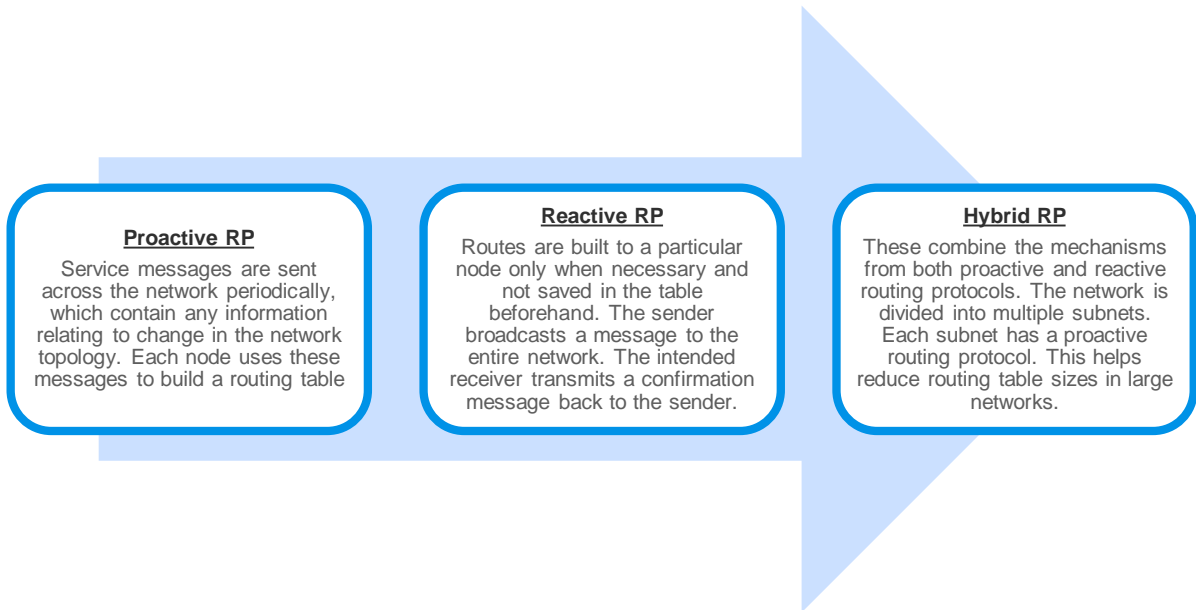 Proactive RP
Service messages are sent
across the network periodically,
which contain any information
relating to change in the network
topology. Each node uses these
messages to build a routing table
Reactive RP
Routes are built to a particular
node only when necessary and
not saved in the table
beforehand. The sender
broadcasts a message to the
entire network. The intended
receiver transmits a confirmation
message back to the sender.
Hybrid RP
These combine the mechanisms
from both proactive and reactive
routing protocols. The network is
divided into multiple subnets.
Each subnet has a proactive
routing protocol. This helps
reduce routing table sizes in large
networks.